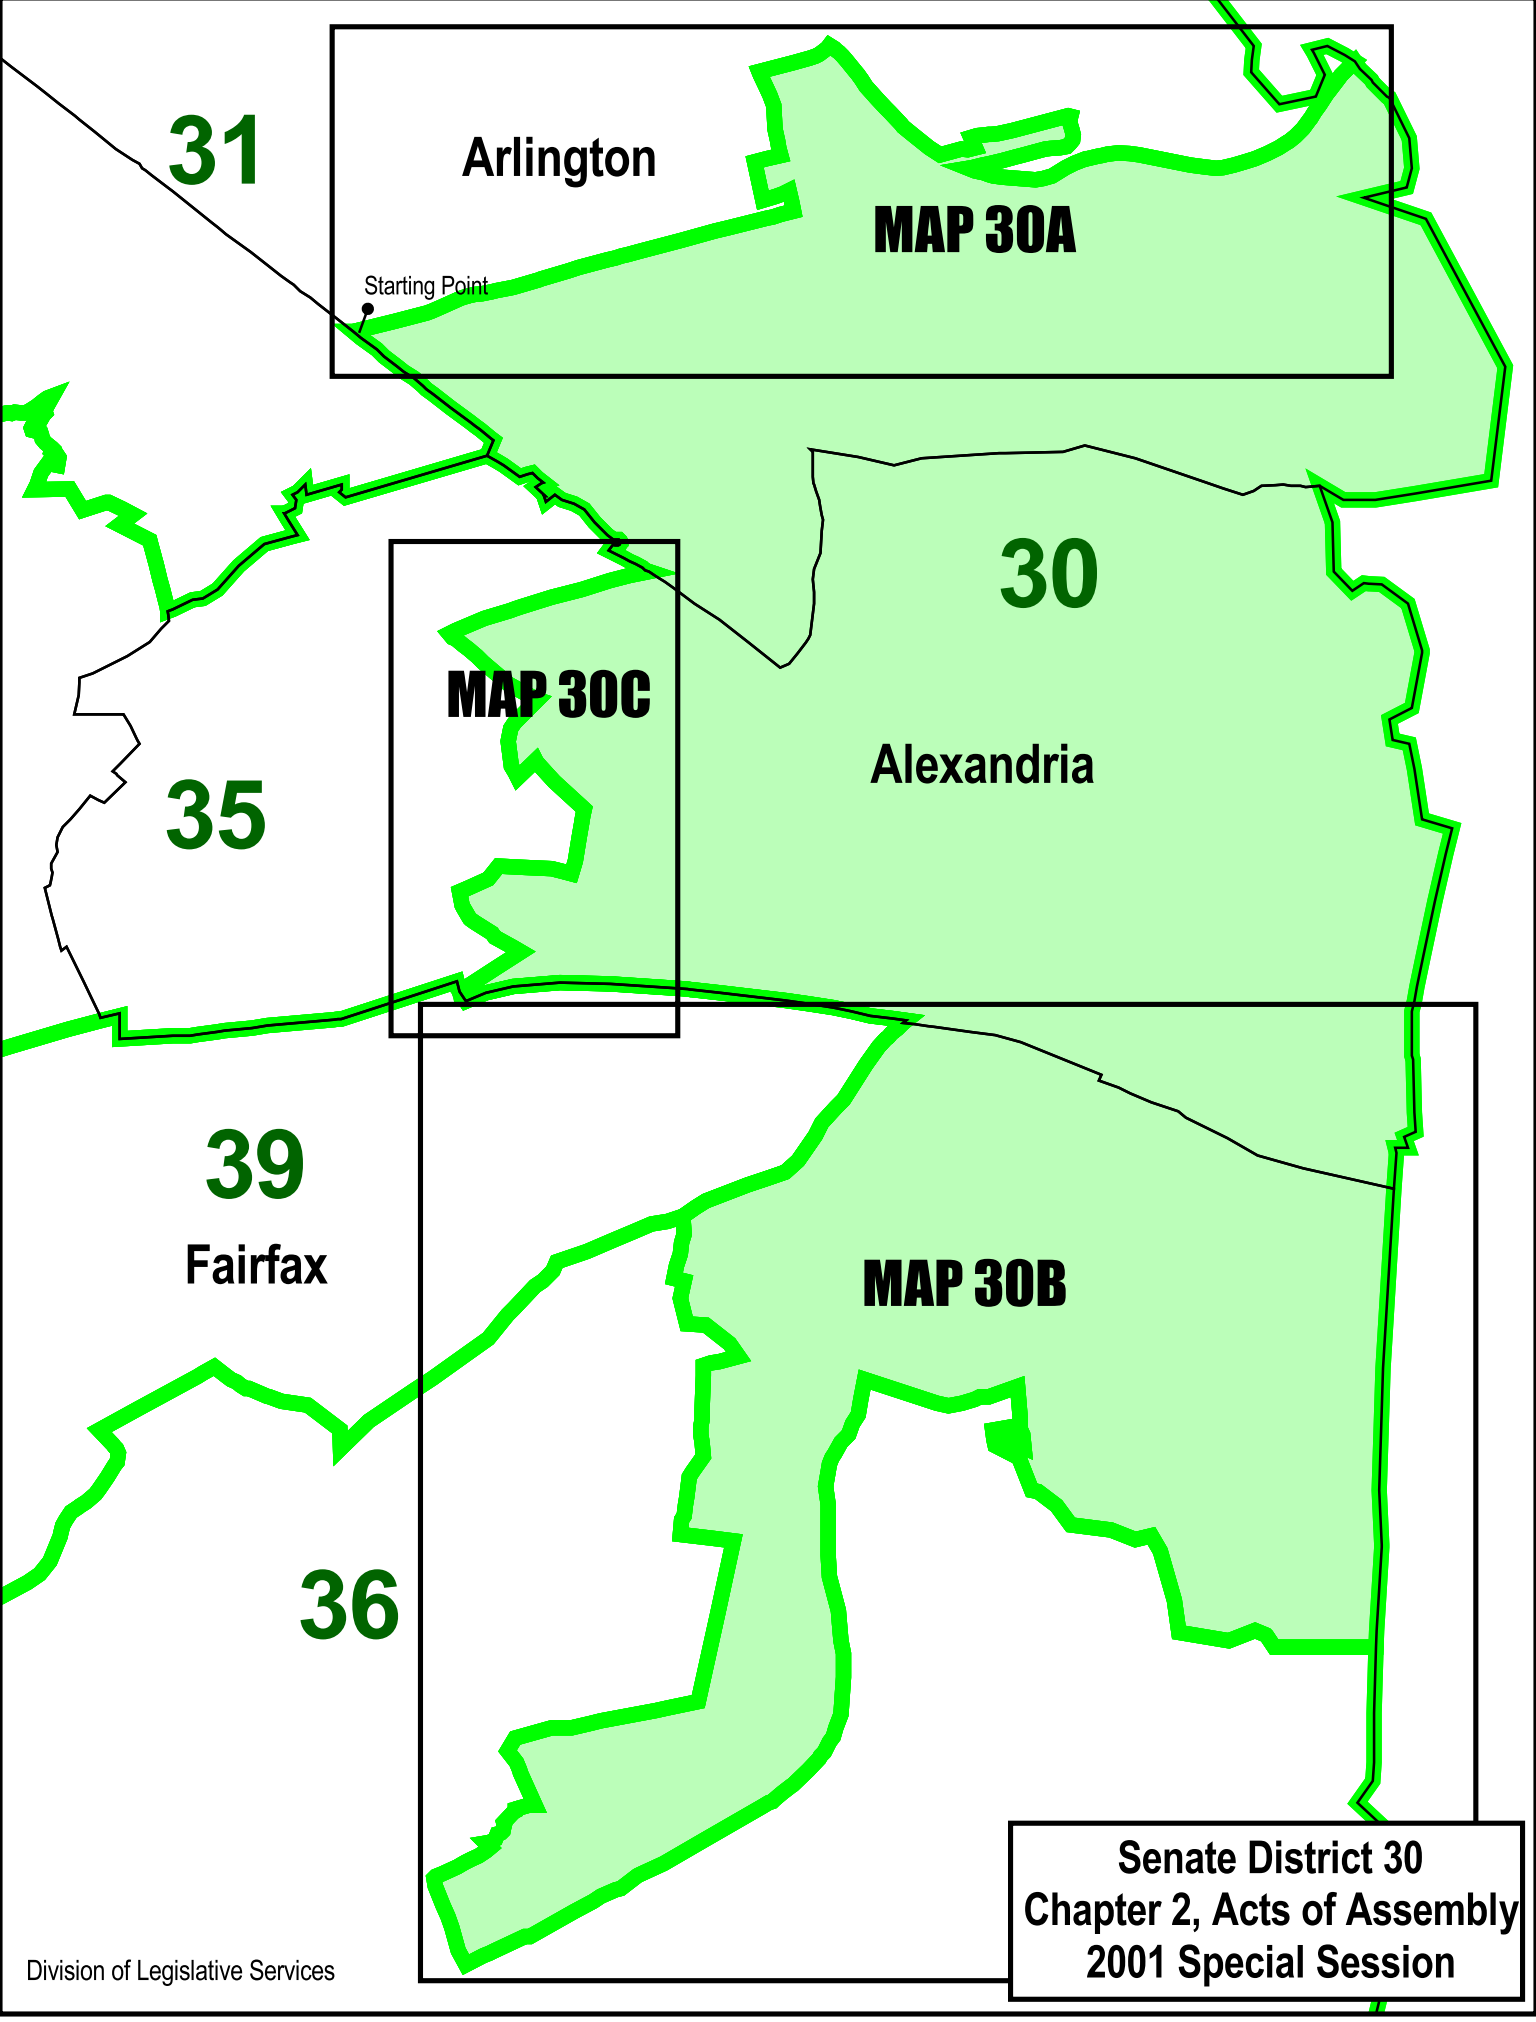 31
Arlington
MAP 30A
Starting Point
30
MAP 30C
Alexandria
35
39
Fairfax
MAP 30B
36
Senate District 30
Chapter 2, Acts of Assembly
2001 Special Session
Division of Legislative Services